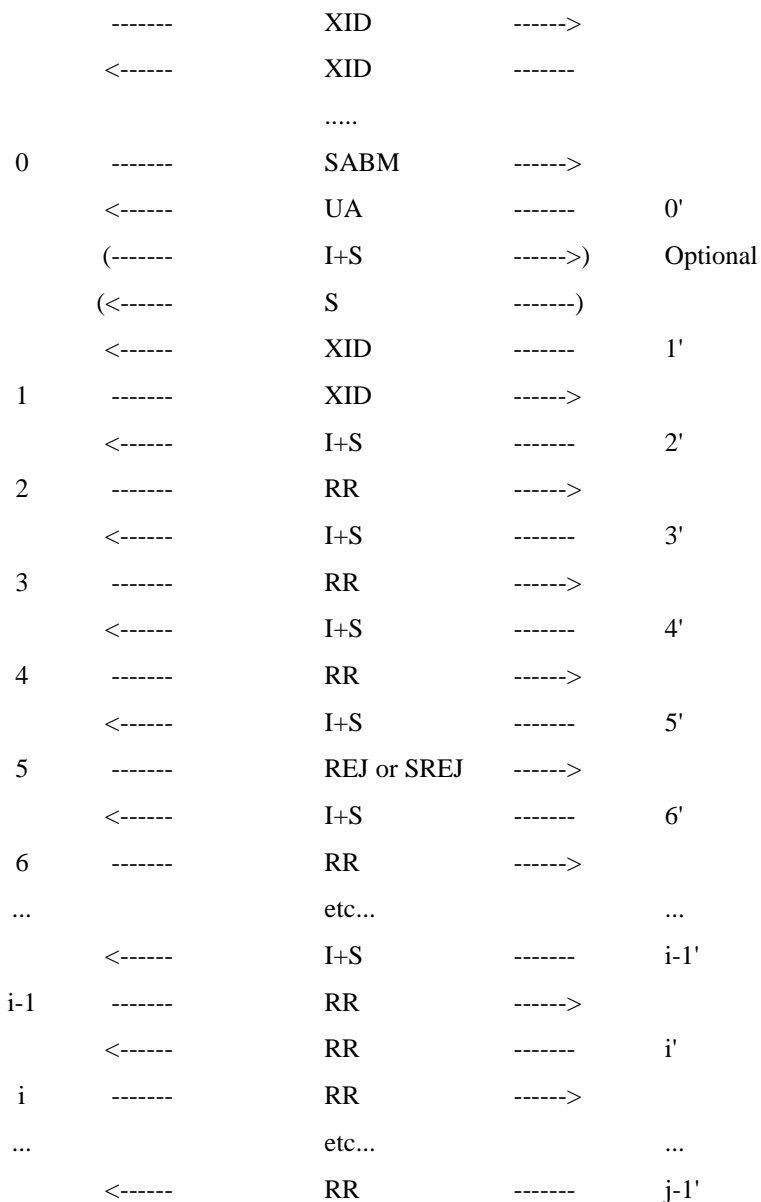 ------- XID ------>
<------ XID -------
.....
0 ------- SABM ------>
<------ UA ------- 0'
(------- I+S ------>) Optional
(<------ S -------)
<------ XID ------- 1'
1 ------- XID ------>
<------ I+S ------- 2'
2 ------- RR ------>
<------ I+S ------- 3'
3 ------- RR ------>
<------ I+S ------- 4'
4 ------- RR ------>
<------ I+S ------- 5'
5 ------- REJ or SREJ ------>
<------ I+S ------- 6'
6 ------- RR ------>
... etc... ...
<------ I+S ------- i-1'
i-1 ------- RR ------>
<------ RR ------- i'
i ------- RR ------>
... etc... ...
<------ RR ------- j-1'